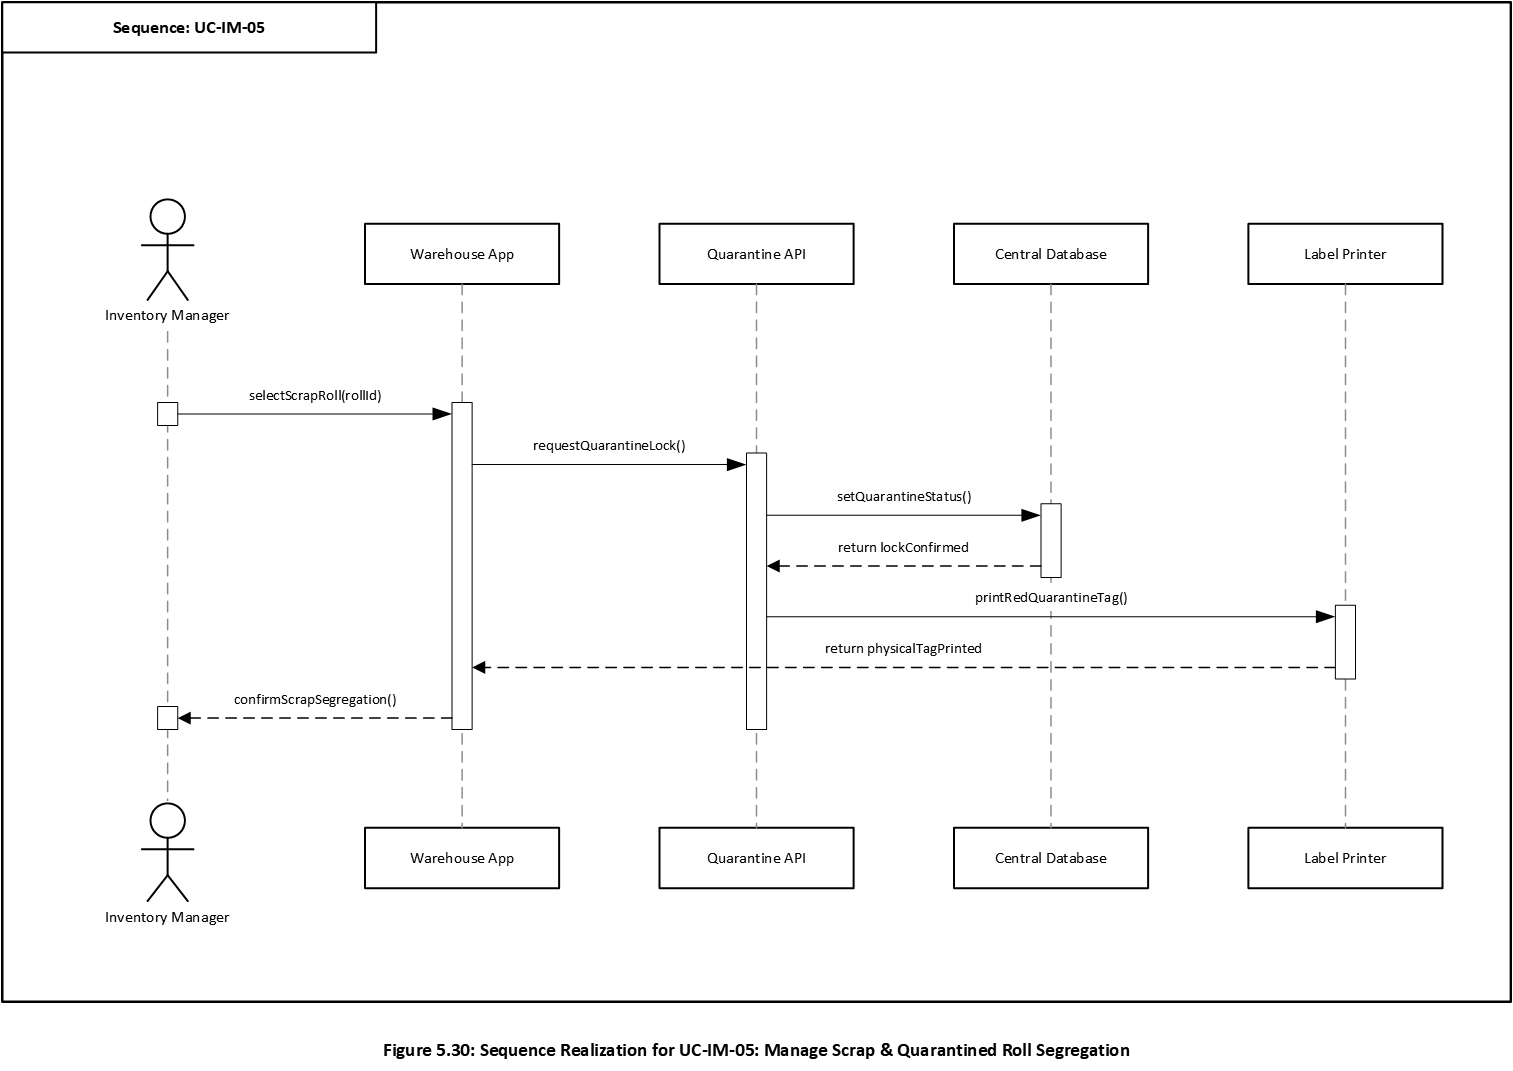 Sequence: UC-IM-05
Inventory Manager
Warehouse App
Quarantine API
Central Database
Label Printer
selectScrapRoll(rollId)
requestQuarantineLock()
setQuarantineStatus()
return lockConfirmed
printRedQuarantineTag()
return physicalTagPrinted
confirmScrapSegregation()
Inventory Manager
Warehouse App
Quarantine API
Central Database
Label Printer
Figure 5.30: Sequence Realization for UC-IM-05: Manage Scrap & Quarantined Roll Segregation